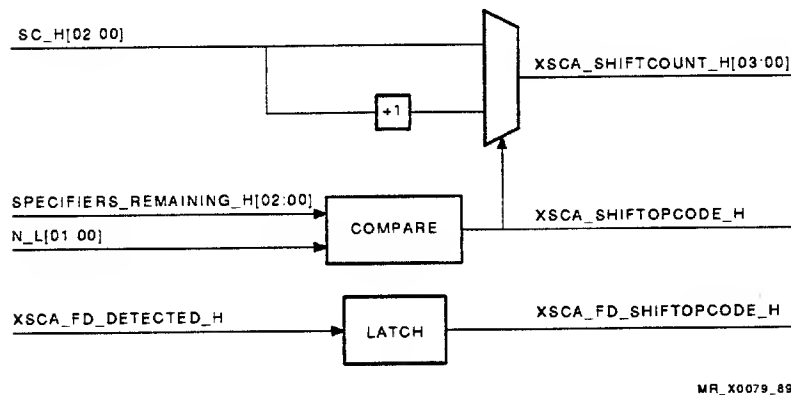 SC_H[02 00]
XSCA_SHIFTCOUNT_H[03:00]
+1
SPECIFIERS_REMAINING_H[02:00]
N_L[01 00]
COMPARE
XSCA_SHIFTOPCODE_H
XSCA_FD_DETECTED_H
LATCH
XSCA_FD_SHIFTOPCODE_H
MR_X0079_89